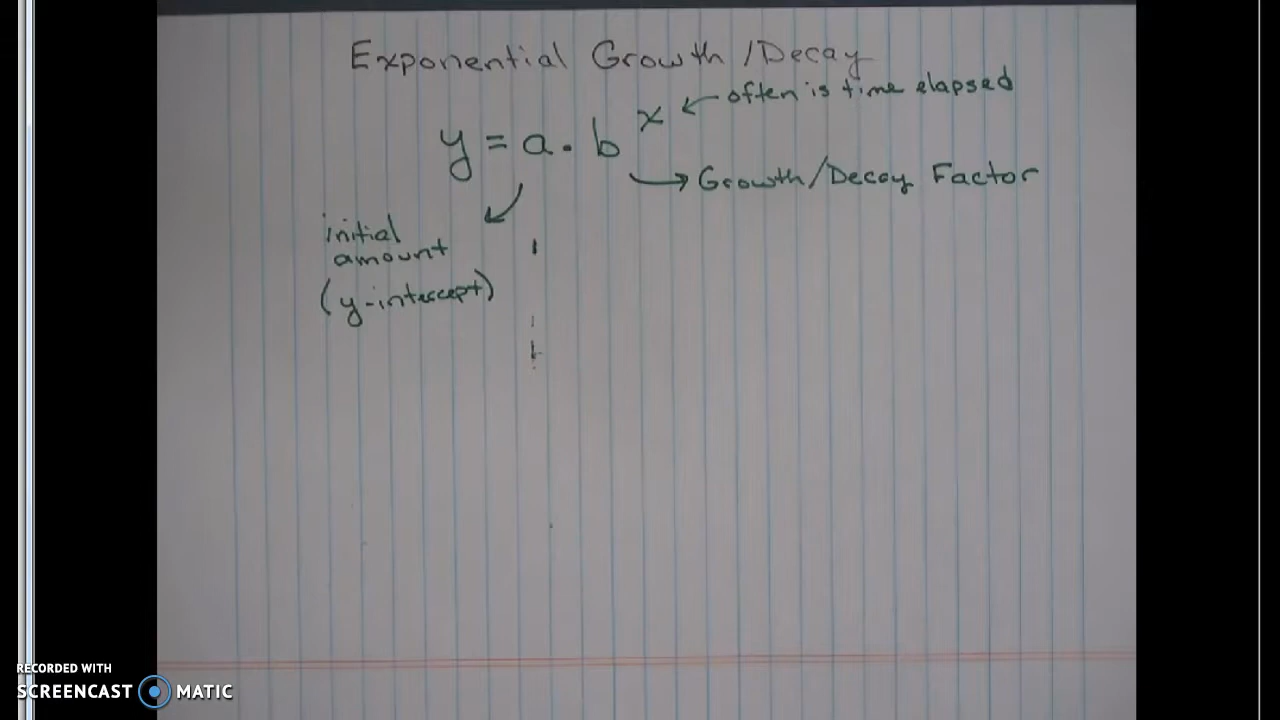 Exponential Growth/Decay
often is time elapsed
y = a · b^x
Growth/Decay Factor
initial
amount
(y-intercept)
RECORDED WITH
SCREENCAST MATIC